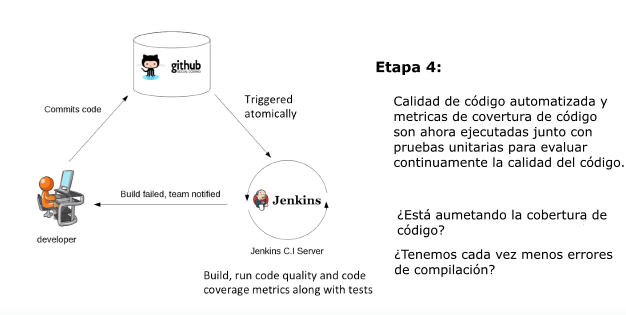 github
SOCIAL CODING
Commits code
Triggered
atomically
Jenkins
Build failed, team notified
developer
Jenkins C.I Server
Build, run code quality and code
coverage metrics along with tests
Etapa 4:
Calidad de código automatizada y
metricas de covertura de código
son ahora ejecutadas junto con
pruebas unitarias para evaluar
continuamente la calidad del código.
¿Está aumetando la cobertura de
código?
¿Tenemos cada vez menos errores
de compilación?